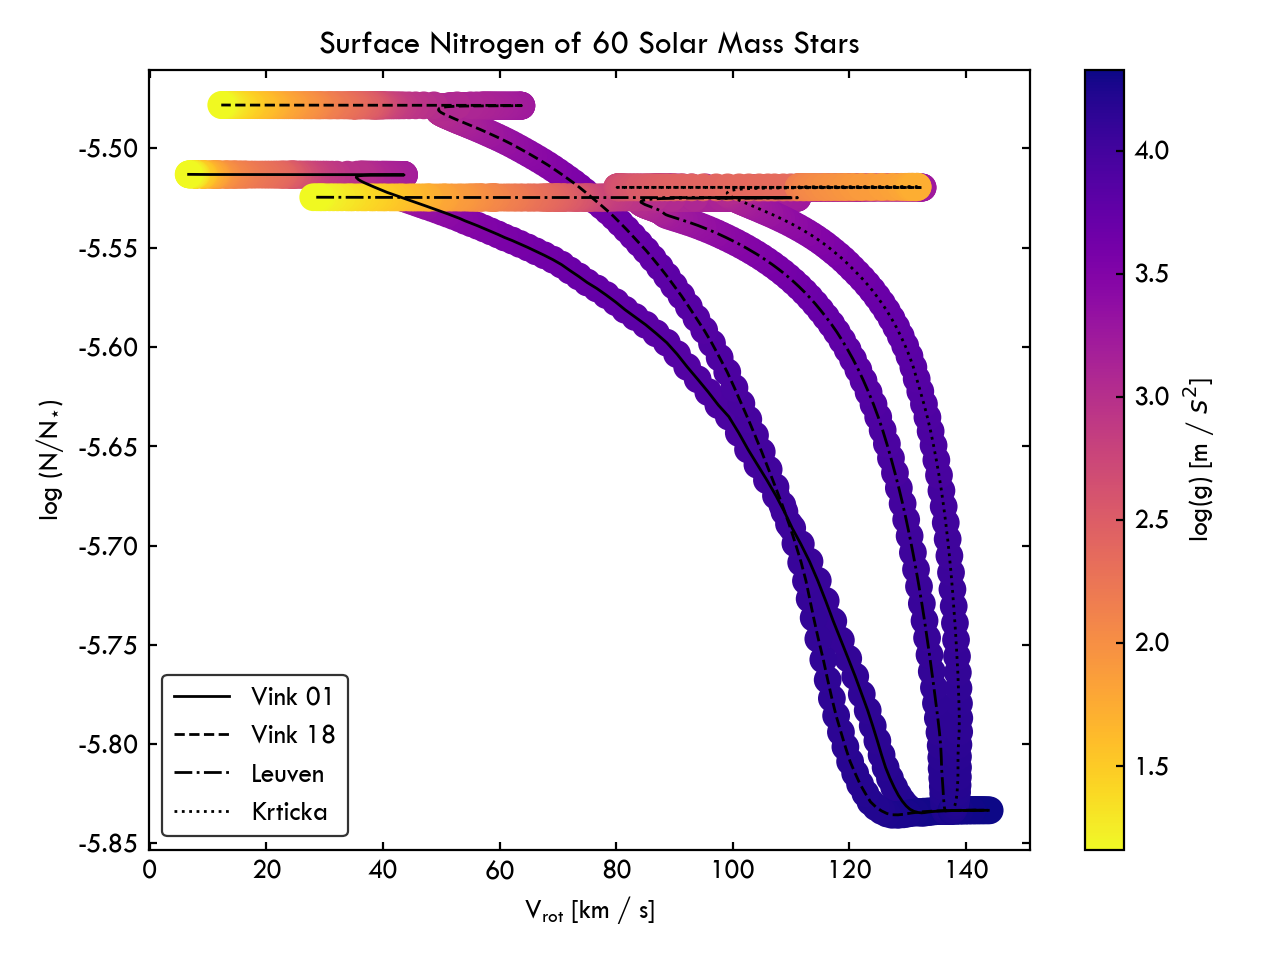 Surface Nitrogen of 60 Solar Mass Stars
-5.50
-5.55
-5.60
-5.65
-5.70
-5.75
-5.80
-5.85
log (N/N⋆)
0 20 40 60 80 100 120 140
Vrot [km / s]
Vink 01
Vink 18
Leuven
Krticka
4.0
3.5
3.0
2.5
2.0
1.5
log(g) [m / s²]